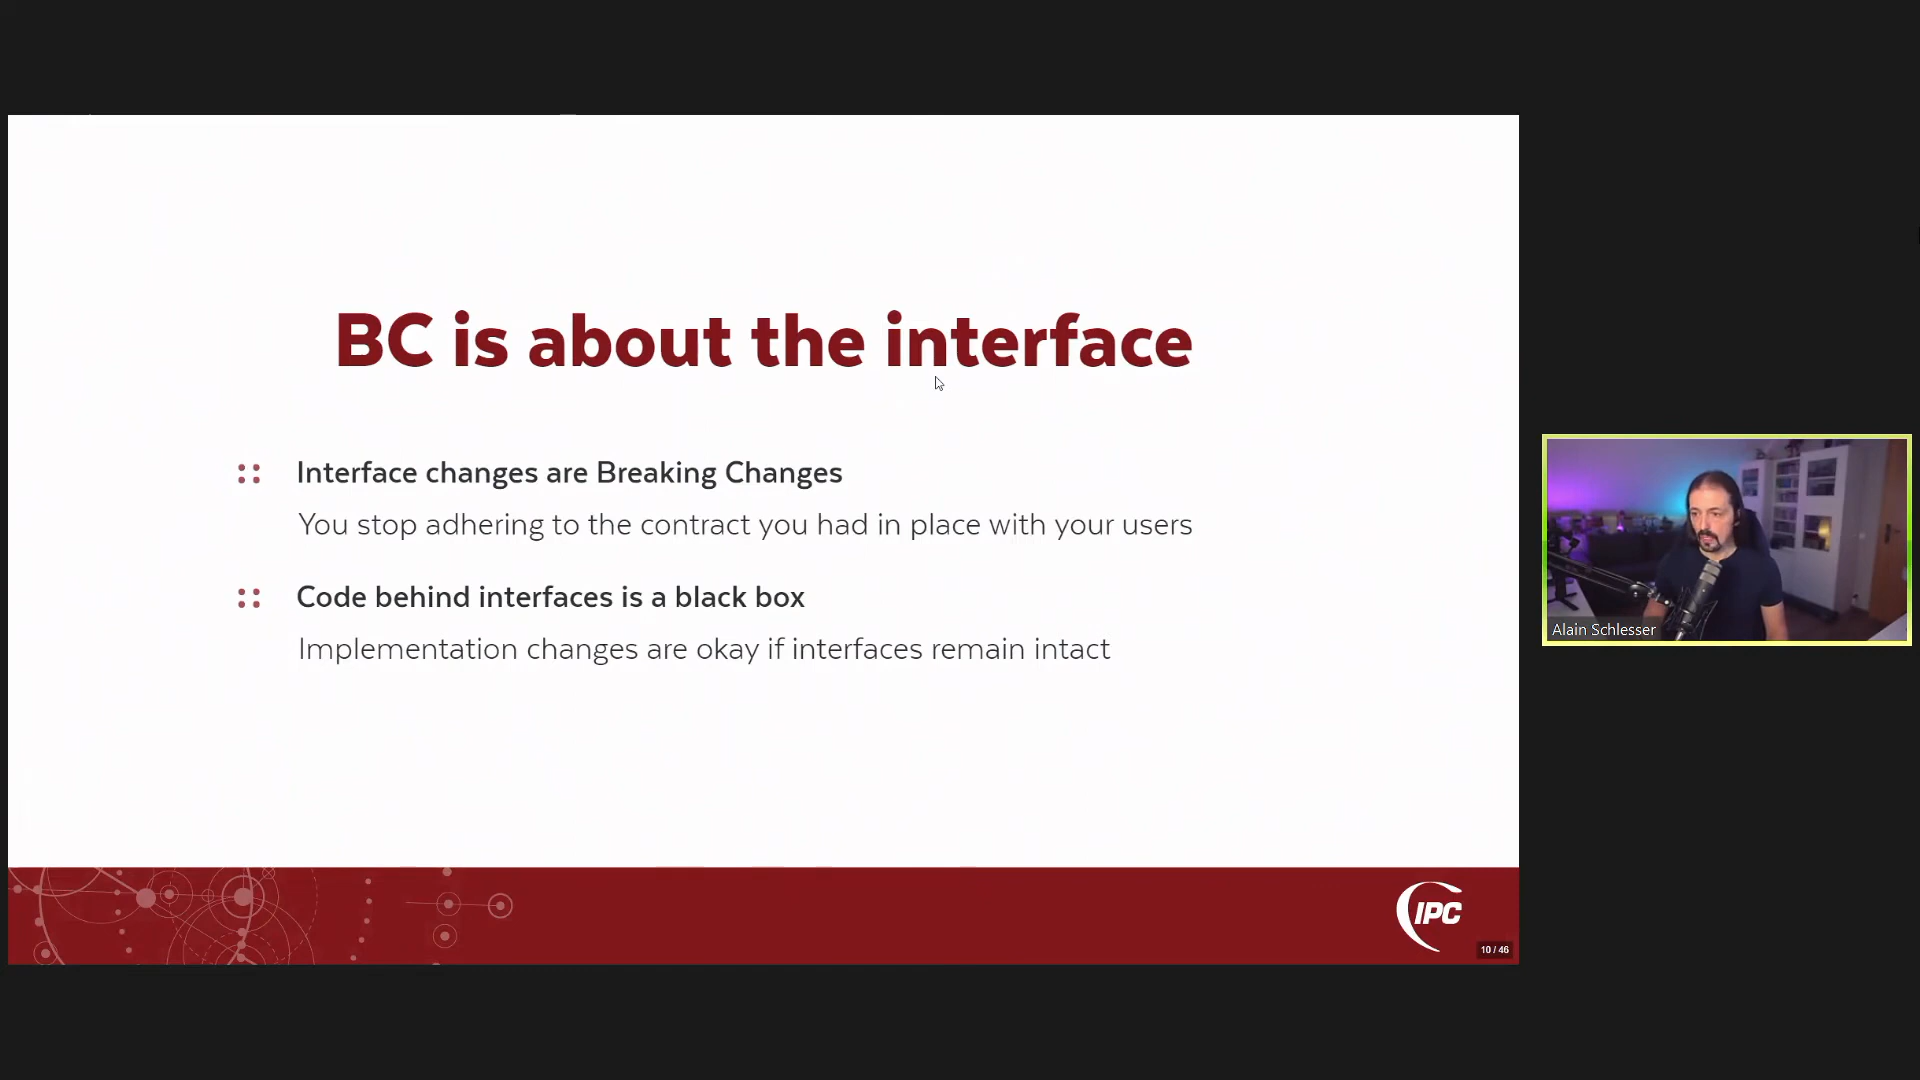 BC is about the interface
Interface changes are Breaking Changes
You stop adhering to the contract you had in place with your users
Code behind interfaces is a black box
Implementation changes are okay if interfaces remain intact
IPC
10 / 46
Alain Schlesser